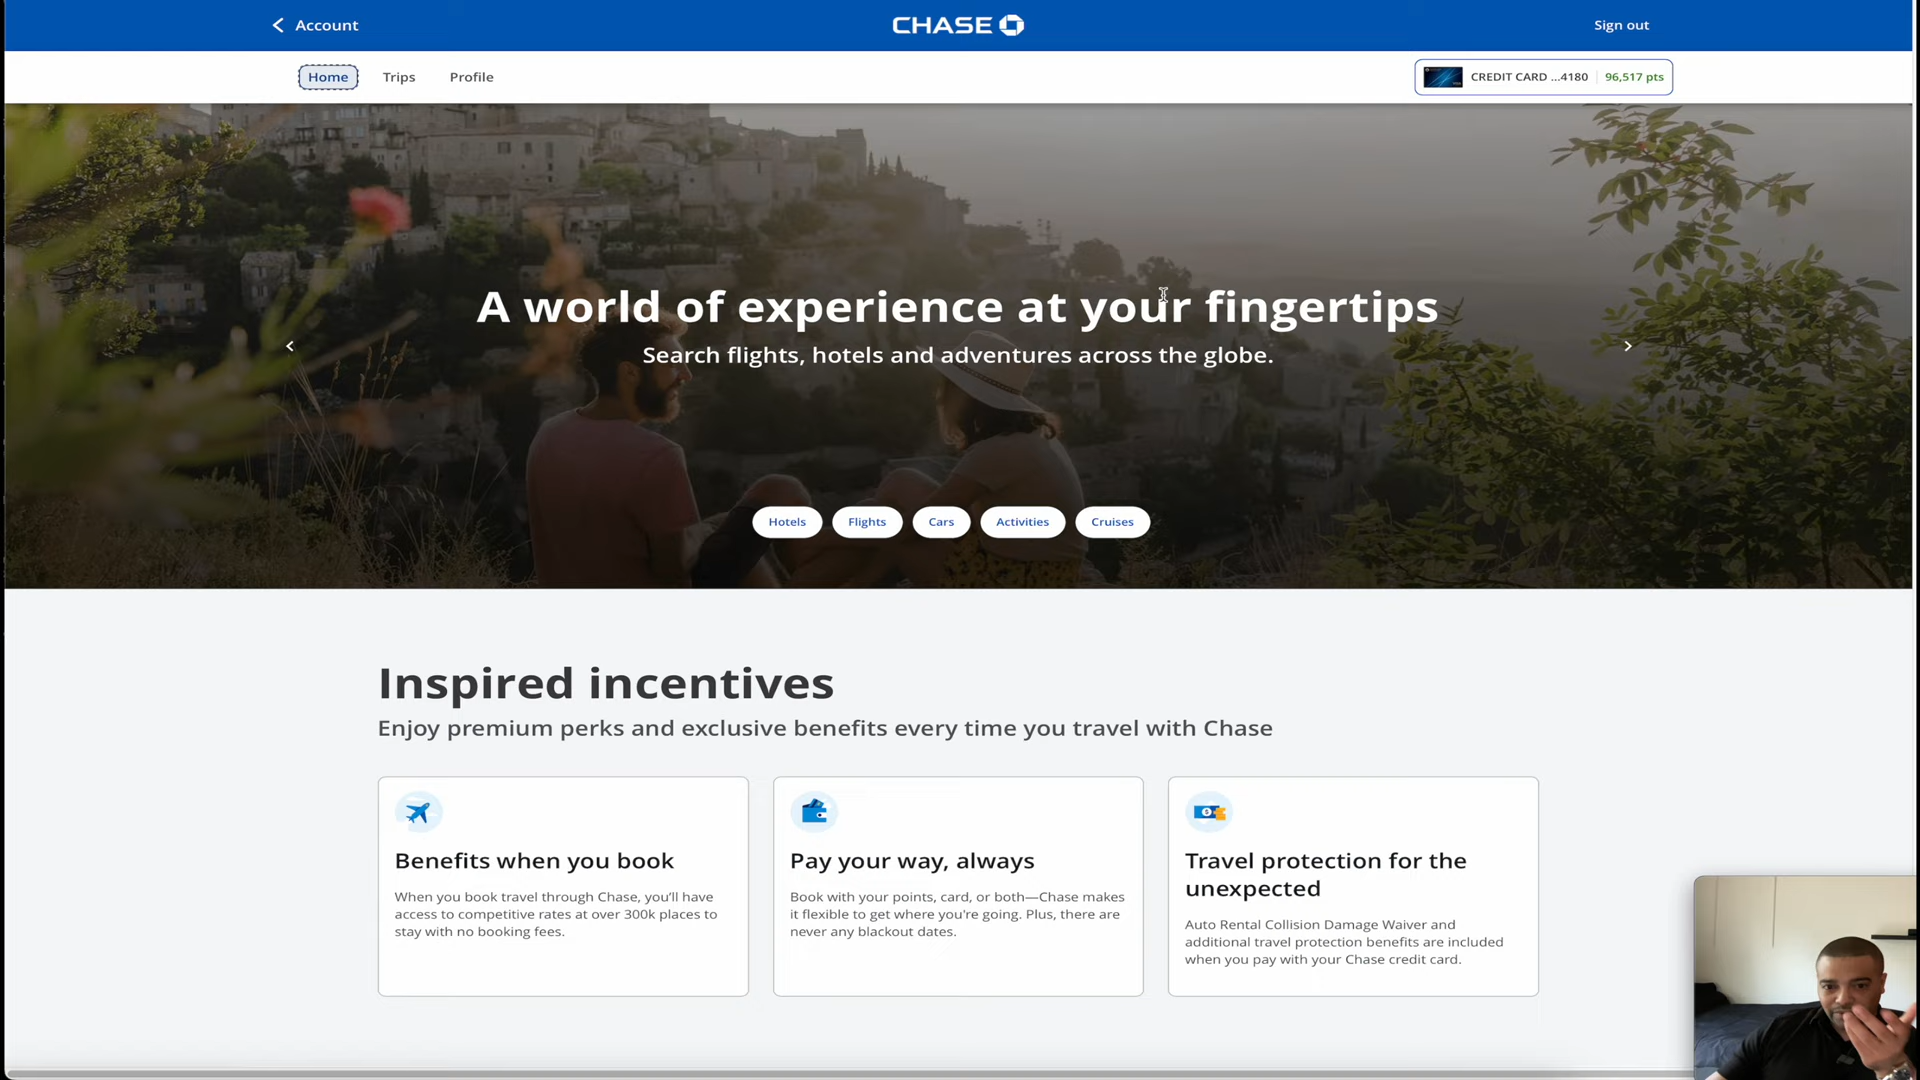 Account
CHASE
Sign out
Home
Trips
Profile
CREDIT CARD ...4180
96,517 pts
A world of experience at your fingertips
Search flights, hotels and adventures across the globe.
Hotels
Flights
Cars
Activities
Cruises
Inspired incentives
Enjoy premium perks and exclusive benefits every time you travel with Chase
Benefits when you book
When you book travel through Chase, you’ll have
access to competitive rates at over 300k places to
stay with no booking fees.
Pay your way, always
Book with your points, card, or both—Chase makes
it flexible to get where you're going. Plus, there are
never any blackout dates.
Travel protection for the
unexpected
Auto Rental Collision Damage Waiver and
additional travel protection benefits are included
when you pay with your Chase credit card.